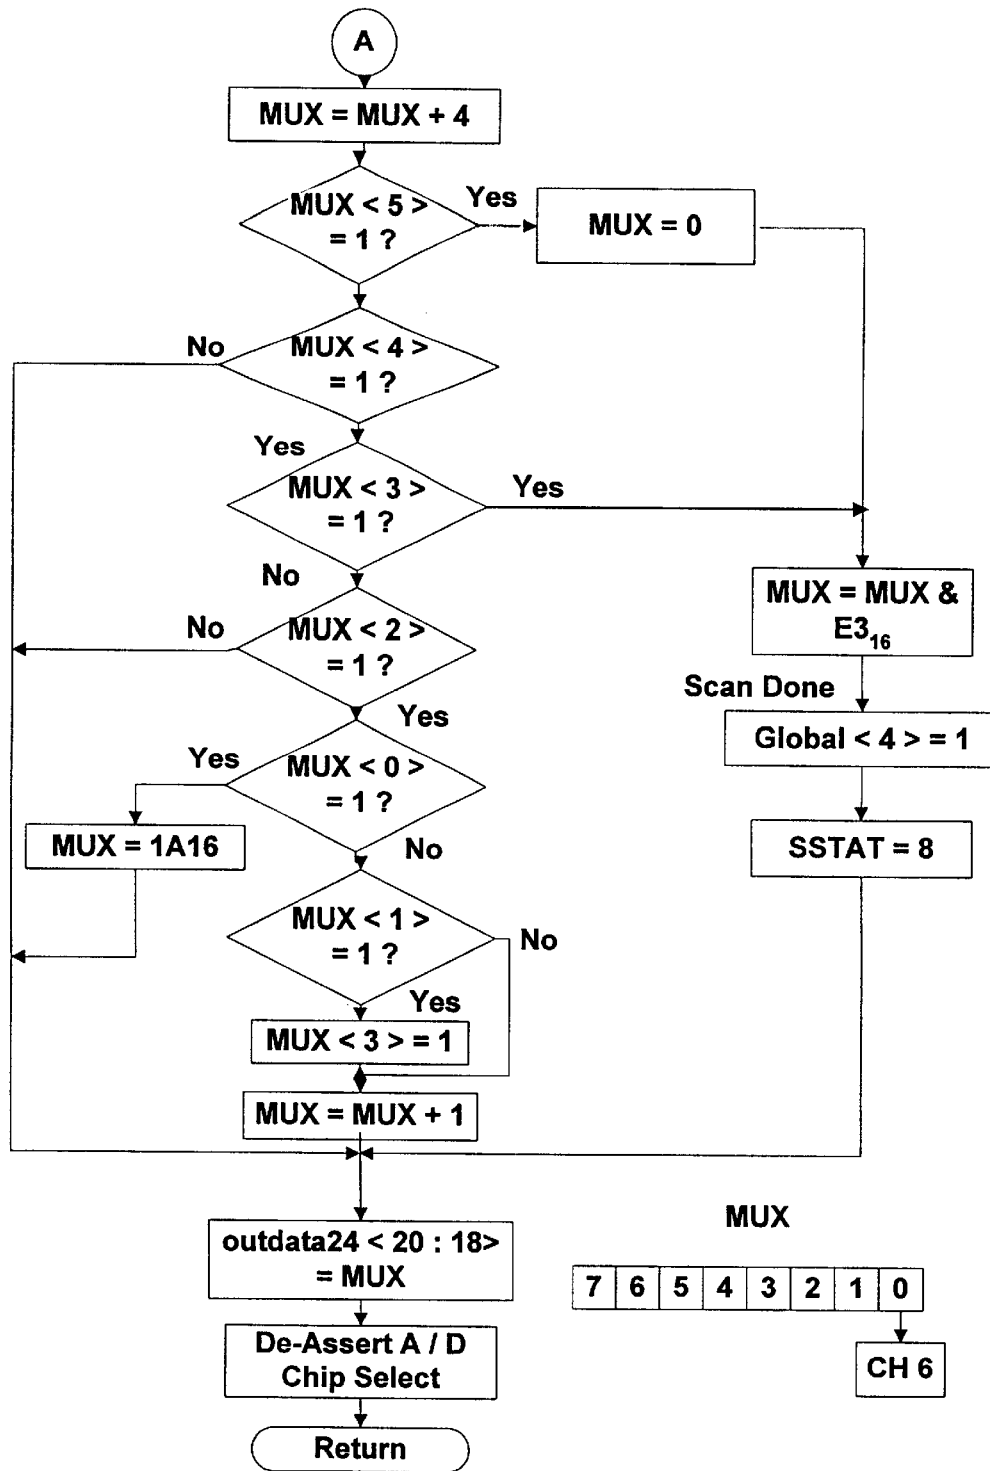 A
MUX = MUX + 4
MUX < 5 >
= 1 ?
Yes
MUX = 0
No
MUX < 4 >
= 1 ?
Yes
MUX < 3 >
= 1 ?
Yes
No
No
MUX < 2 >
= 1 ?
MUX = MUX &
E3₁₆
Scan Done
Yes
Global < 4 > = 1
Yes
MUX < 0 >
= 1 ?
MUX = 1A16
No
SSTAT = 8
MUX < 1 >
= 1 ?
No
Yes
MUX < 3 > = 1
MUX = MUX + 1
outdata24 < 20 : 18>
= MUX
MUX
7 6 5 4 3 2 1 0
De-Assert A / D
Chip Select
CH 6
Return